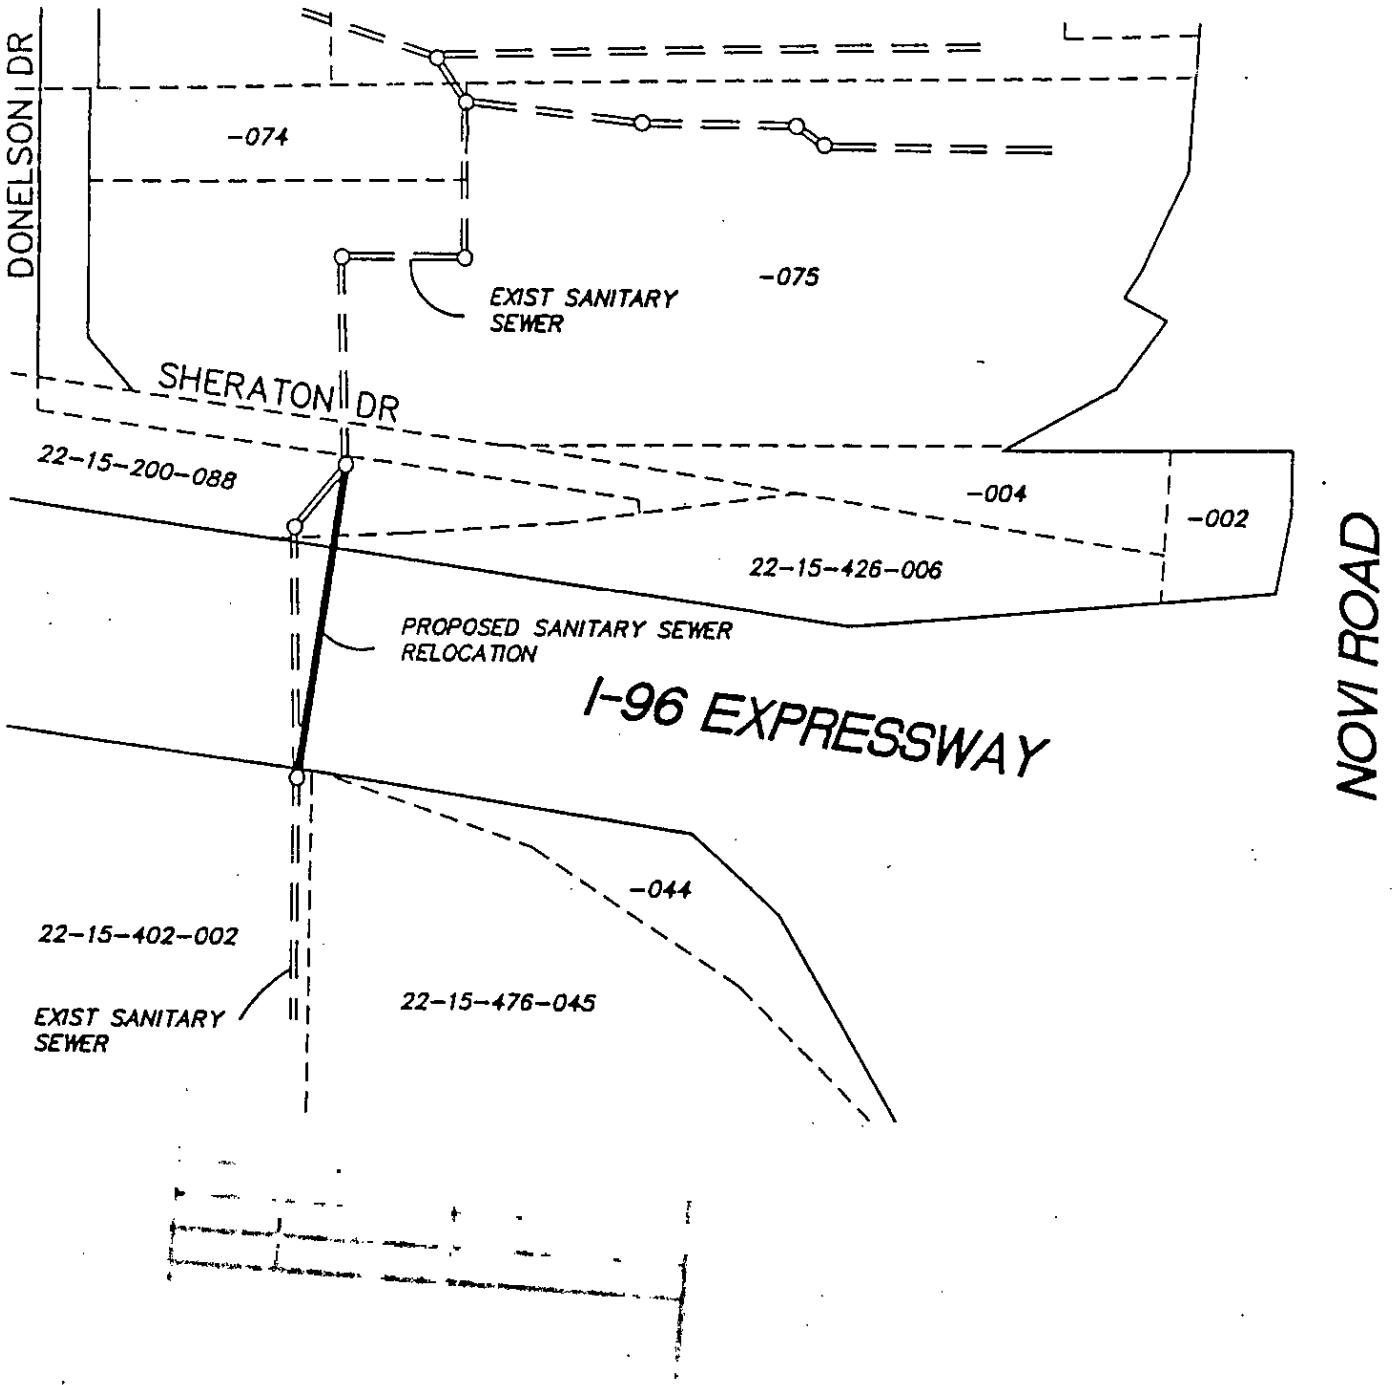 DONELSON DR
-074
-075
EXIST SANITARY
SEWER
SHERATON DR
22-15-200-088
-004
-002
22-15-426-006
NOVI ROAD
PROPOSED SANITARY SEWER
RELOCATION
I-96 EXPRESSWAY
-044
22-15-402-002
22-15-476-045
EXIST SANITARY
SEWER